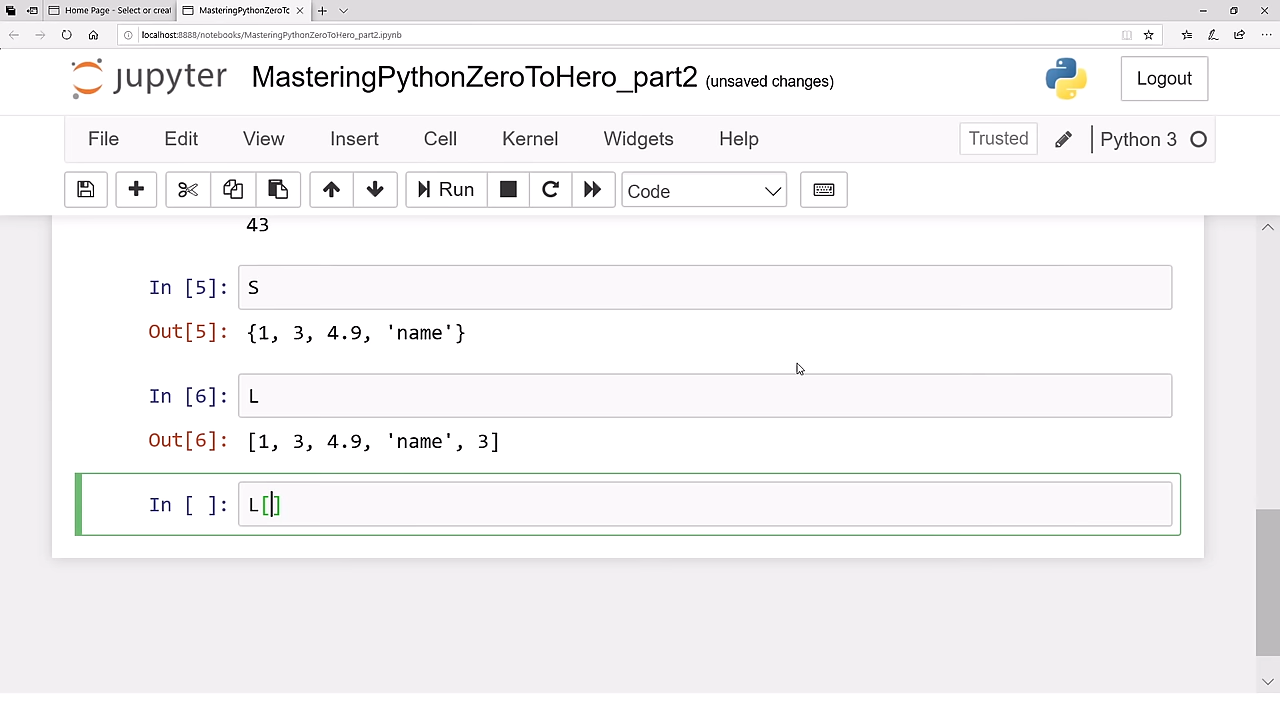 Home Page - Select or creat
MasteringPythonZeroTo
localhost:8888/notebooks/MasteringPythonZeroToHero_part2.ipynb
jupyter MasteringPythonZeroToHero_part2 (unsaved changes)
Logout
File Edit View Insert Cell Kernel Widgets Help
Trusted
Python 3
Run
Code
43
In [5]: S
Out[5]: {1, 3, 4.9, 'name'}
In [6]: L
Out[6]: [1, 3, 4.9, 'name', 3]
In [ ]: L[]